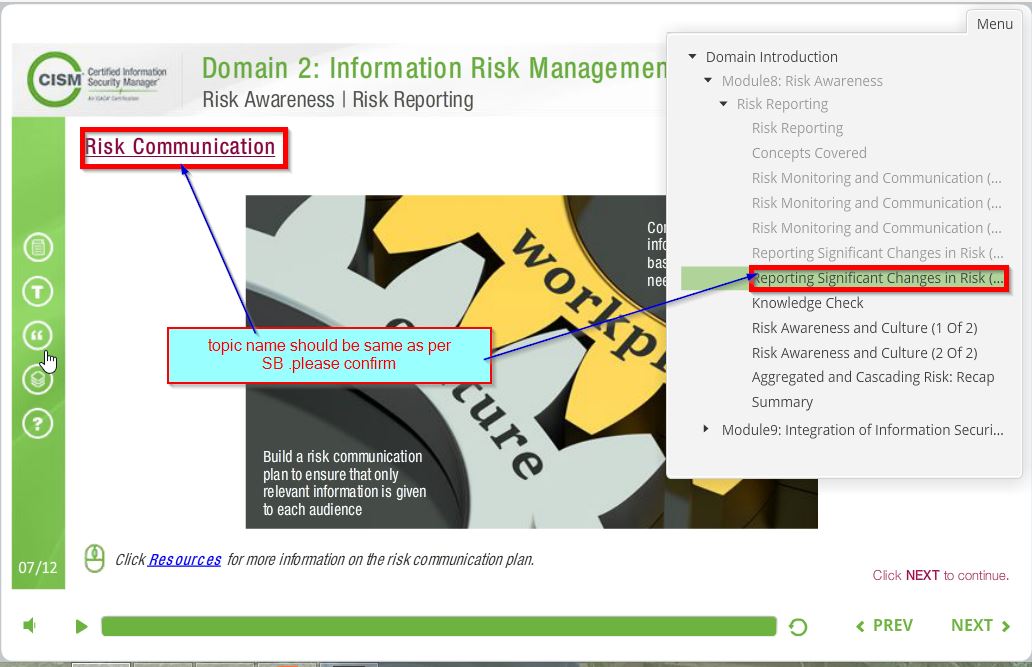 Menu
CISM
Certified Information
Security Manager
An ISACA Certification
Domain 2: Information Risk Managemen
Risk Awareness | Risk Reporting
Risk Communication
Domain Introduction
Module8: Risk Awareness
Risk Reporting
Risk Reporting
Concepts Covered
Risk Monitoring and Communication (...
Risk Monitoring and Communication (...
Risk Monitoring and Communication (...
Reporting Significant Changes in Risk (...
Reporting Significant Changes in Risk (...
Knowledge Check
Risk Awareness and Culture (1 Of 2)
Risk Awareness and Culture (2 Of 2)
Aggregated and Cascading Risk: Recap
Summary
Module9: Integration of Information Securi...
topic name should be same as per
SB .please confirm
Build a risk communication
plan to ensure that only
relevant information is given
to each audience
Click Resources for more information on the risk communication plan.
Click NEXT to continue.
07/12
PREV
NEXT